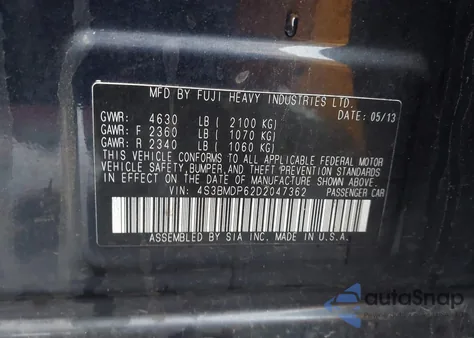 MFD BY FUJI HEAVY INDUSTRIES LTD.
GVWR: 4630 LB ( 2100 KG) DATE: 05/13
GAWR: F 2360 LB ( 1070 KG)
GAWR: R 2340 LB ( 1060 KG)
THIS VEHICLE CONFORMS TO ALL APPLICABLE FEDERAL MOTOR
VEHICLE SAFETY, BUMPER, AND THEFT PREVENTION STANDARDS
IN EFFECT ON THE DATE OF MANUFACTURE SHOWN ABOVE.
VIN: 4S3BMDP62D2047362 PASSENGER CAR
ASSEMBLED BY SIA INC, MADE IN U.S.A.
autoSnap